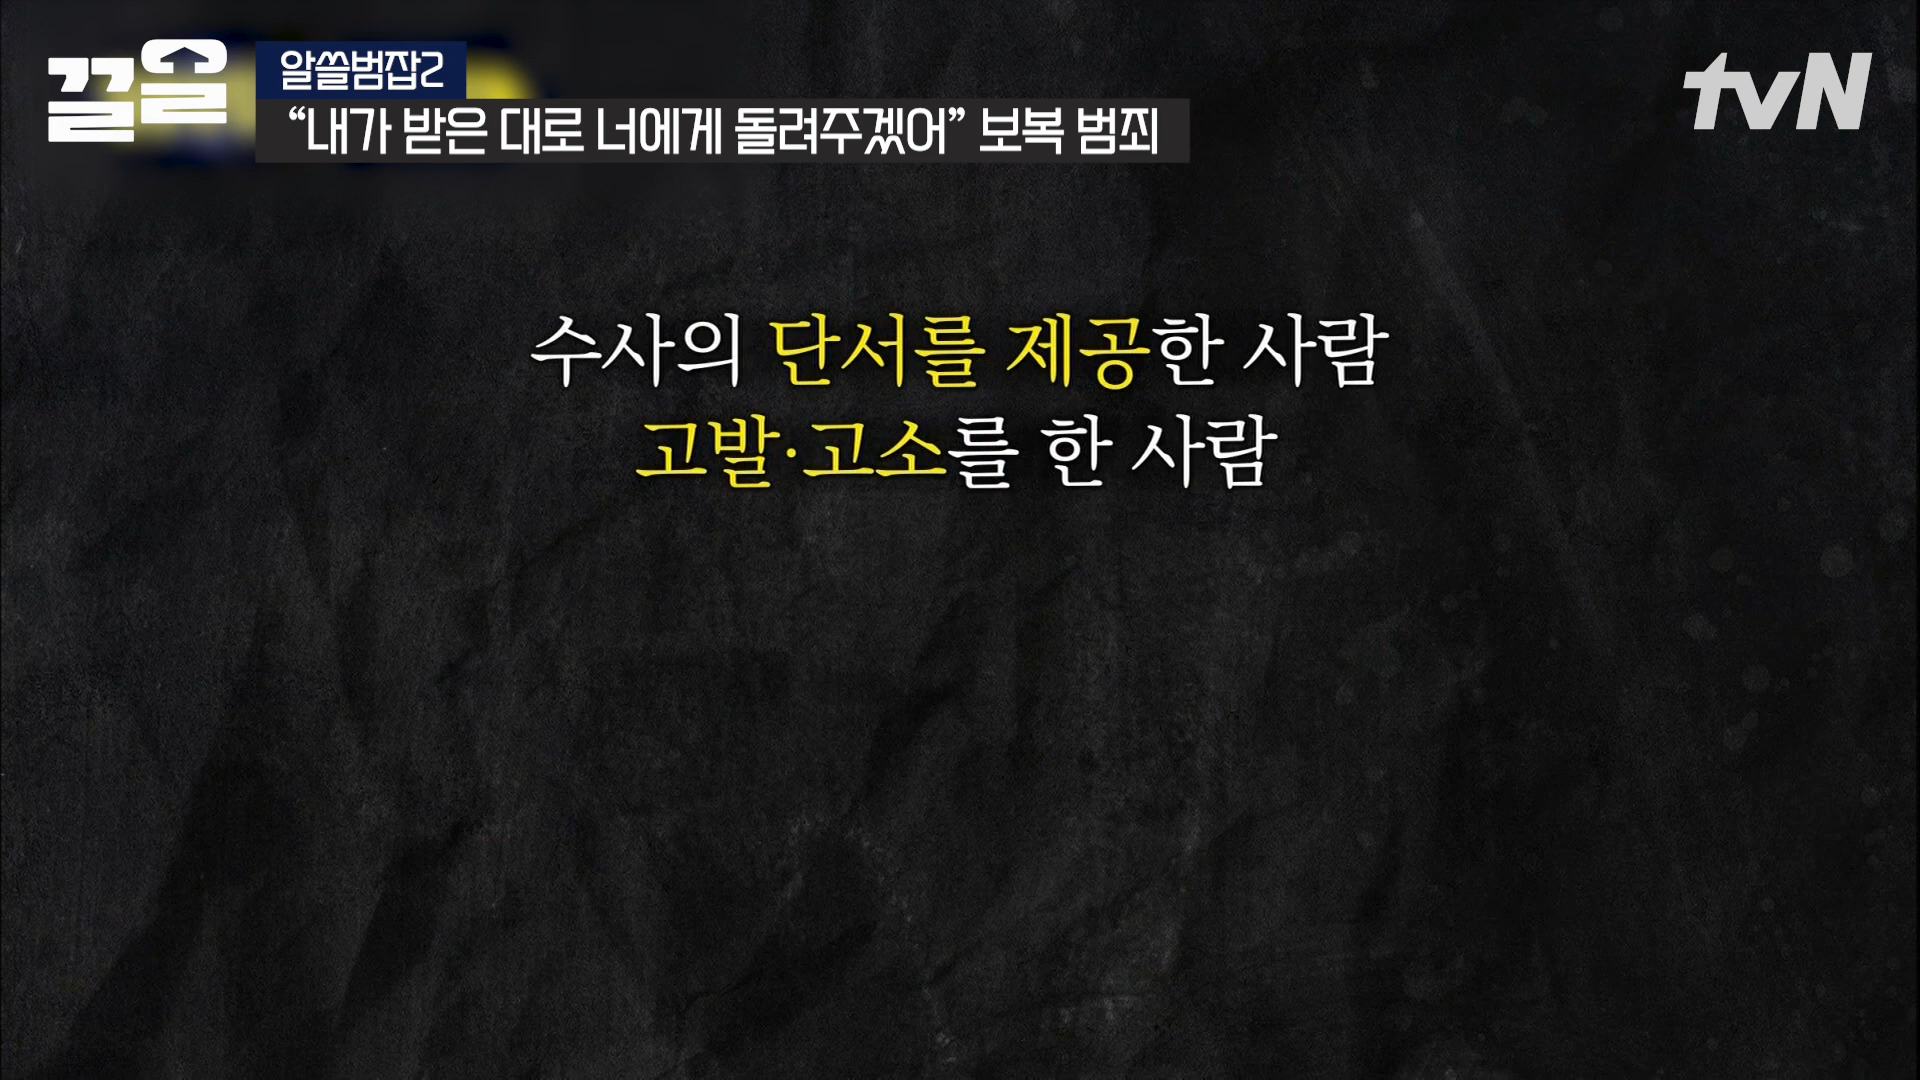 끌올
알쓸범잡2
“내가 받은 대로 너에게 돌려주겠어” 보복 범죄
tvN
수사의 단서를 제공한 사람
고발·고소를 한 사람